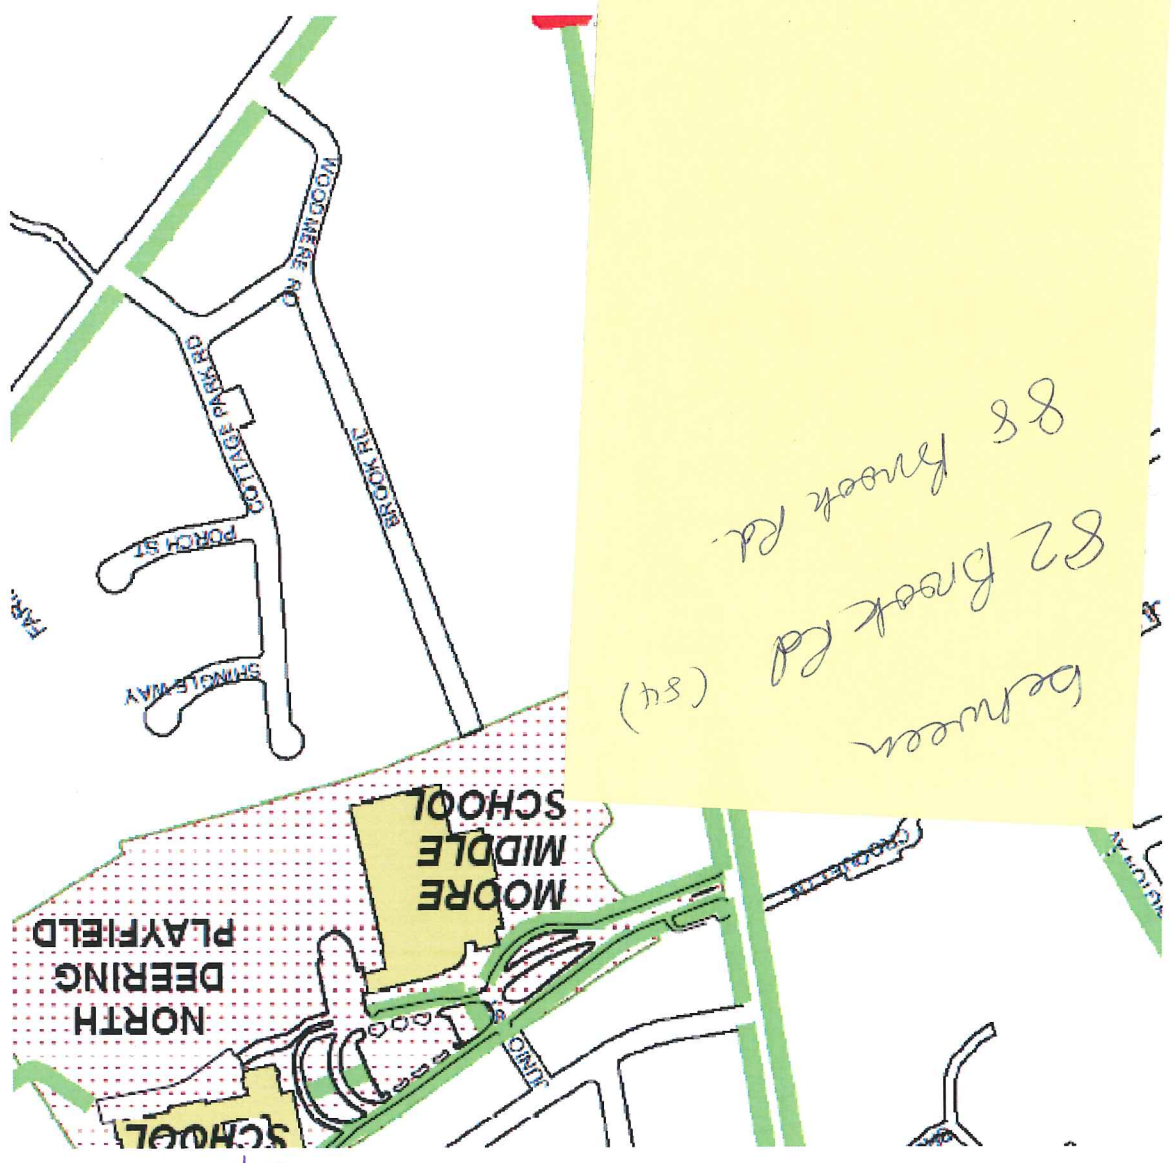 between
82 Brook Rd (84)
88 Brook Rd.
SCHOOL
NORTH
DEERING
PLAYFIELD
MOORE
MIDDLE
SCHOOL
SHINGLE WAY
PORCH ST
COTTAGE PARK RD
BROOK RD
WOODMERE RD